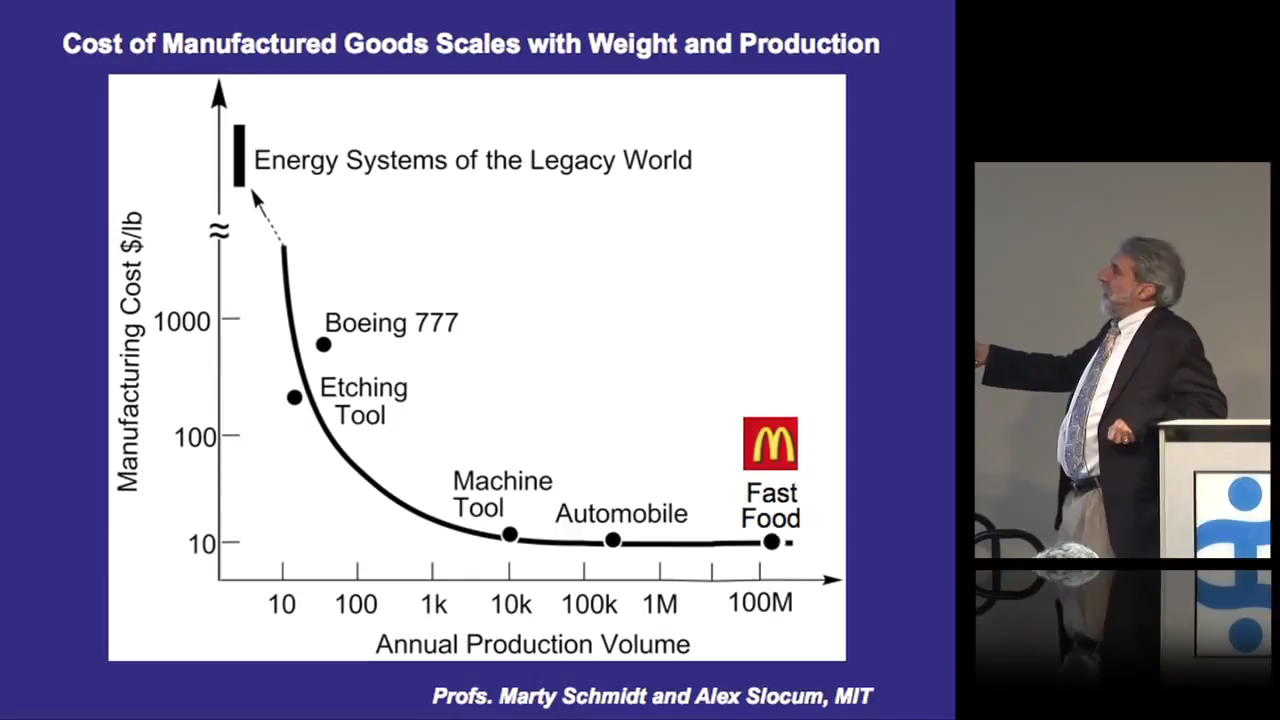 Cost of Manufactured Goods Scales with Weight and Production
Energy Systems of the Legacy World
Manufacturing Cost $/lb
≈
1000
Boeing 777
Etching
Tool
100
Machine
Tool
Automobile
Fast
Food
10
10 100 1k 10k 100k 1M 100M
Annual Production Volume
Profs. Marty Schmidt and Alex Slocum, MIT